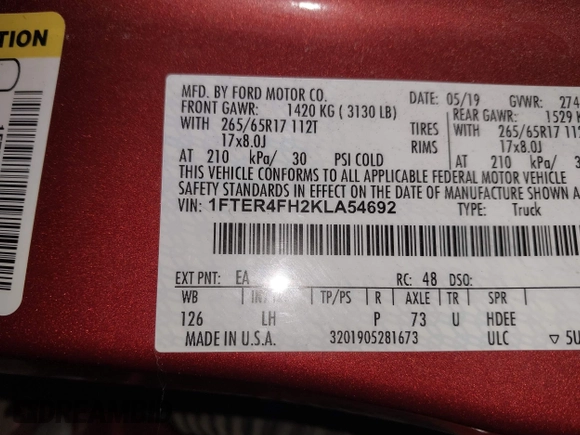 TION
MFD. BY FORD MOTOR CO.
DATE: 05/19 GVWR: 274
FRONT GAWR: 1420 KG ( 3130 LB)
REAR GAWR: 1529 K
WITH 265/65R17 112T TIRES WITH 265/65R17 112
17x8.0J RIMS 17x8.0J
AT 210 kPa/ 30 PSI COLD AT 210 kPa/ 3
THIS VEHICLE CONFORMS TO ALL APPLICABLE FEDERAL MOTOR VEHICLE
SAFETY STANDARDS IN EFFECT ON THE DATE OF MANUFACTURE SHOWN A
VIN: 1FTER4FH2KLA54692 TYPE: Truck
EXT PNT: EA RC: 48 DSO:
WB TP/PS R AXLE TR SPR
126 LH P 73 U HDEE
MADE IN U.S.A. 3201905281673 ULC ▽ 5U